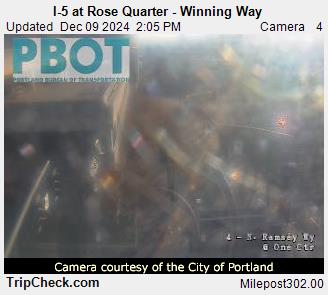 I-5 at Rose Quarter - Winning Way
Updated Dec 09 2024 2:05 PM Camera 4
PBOT
PORTLAND BUREAU OF TRANSPORTATION
4 - N. Ramsey Wy
@ One Ctr
Camera courtesy of the City of Portland
TripCheck.com Milepost302.00